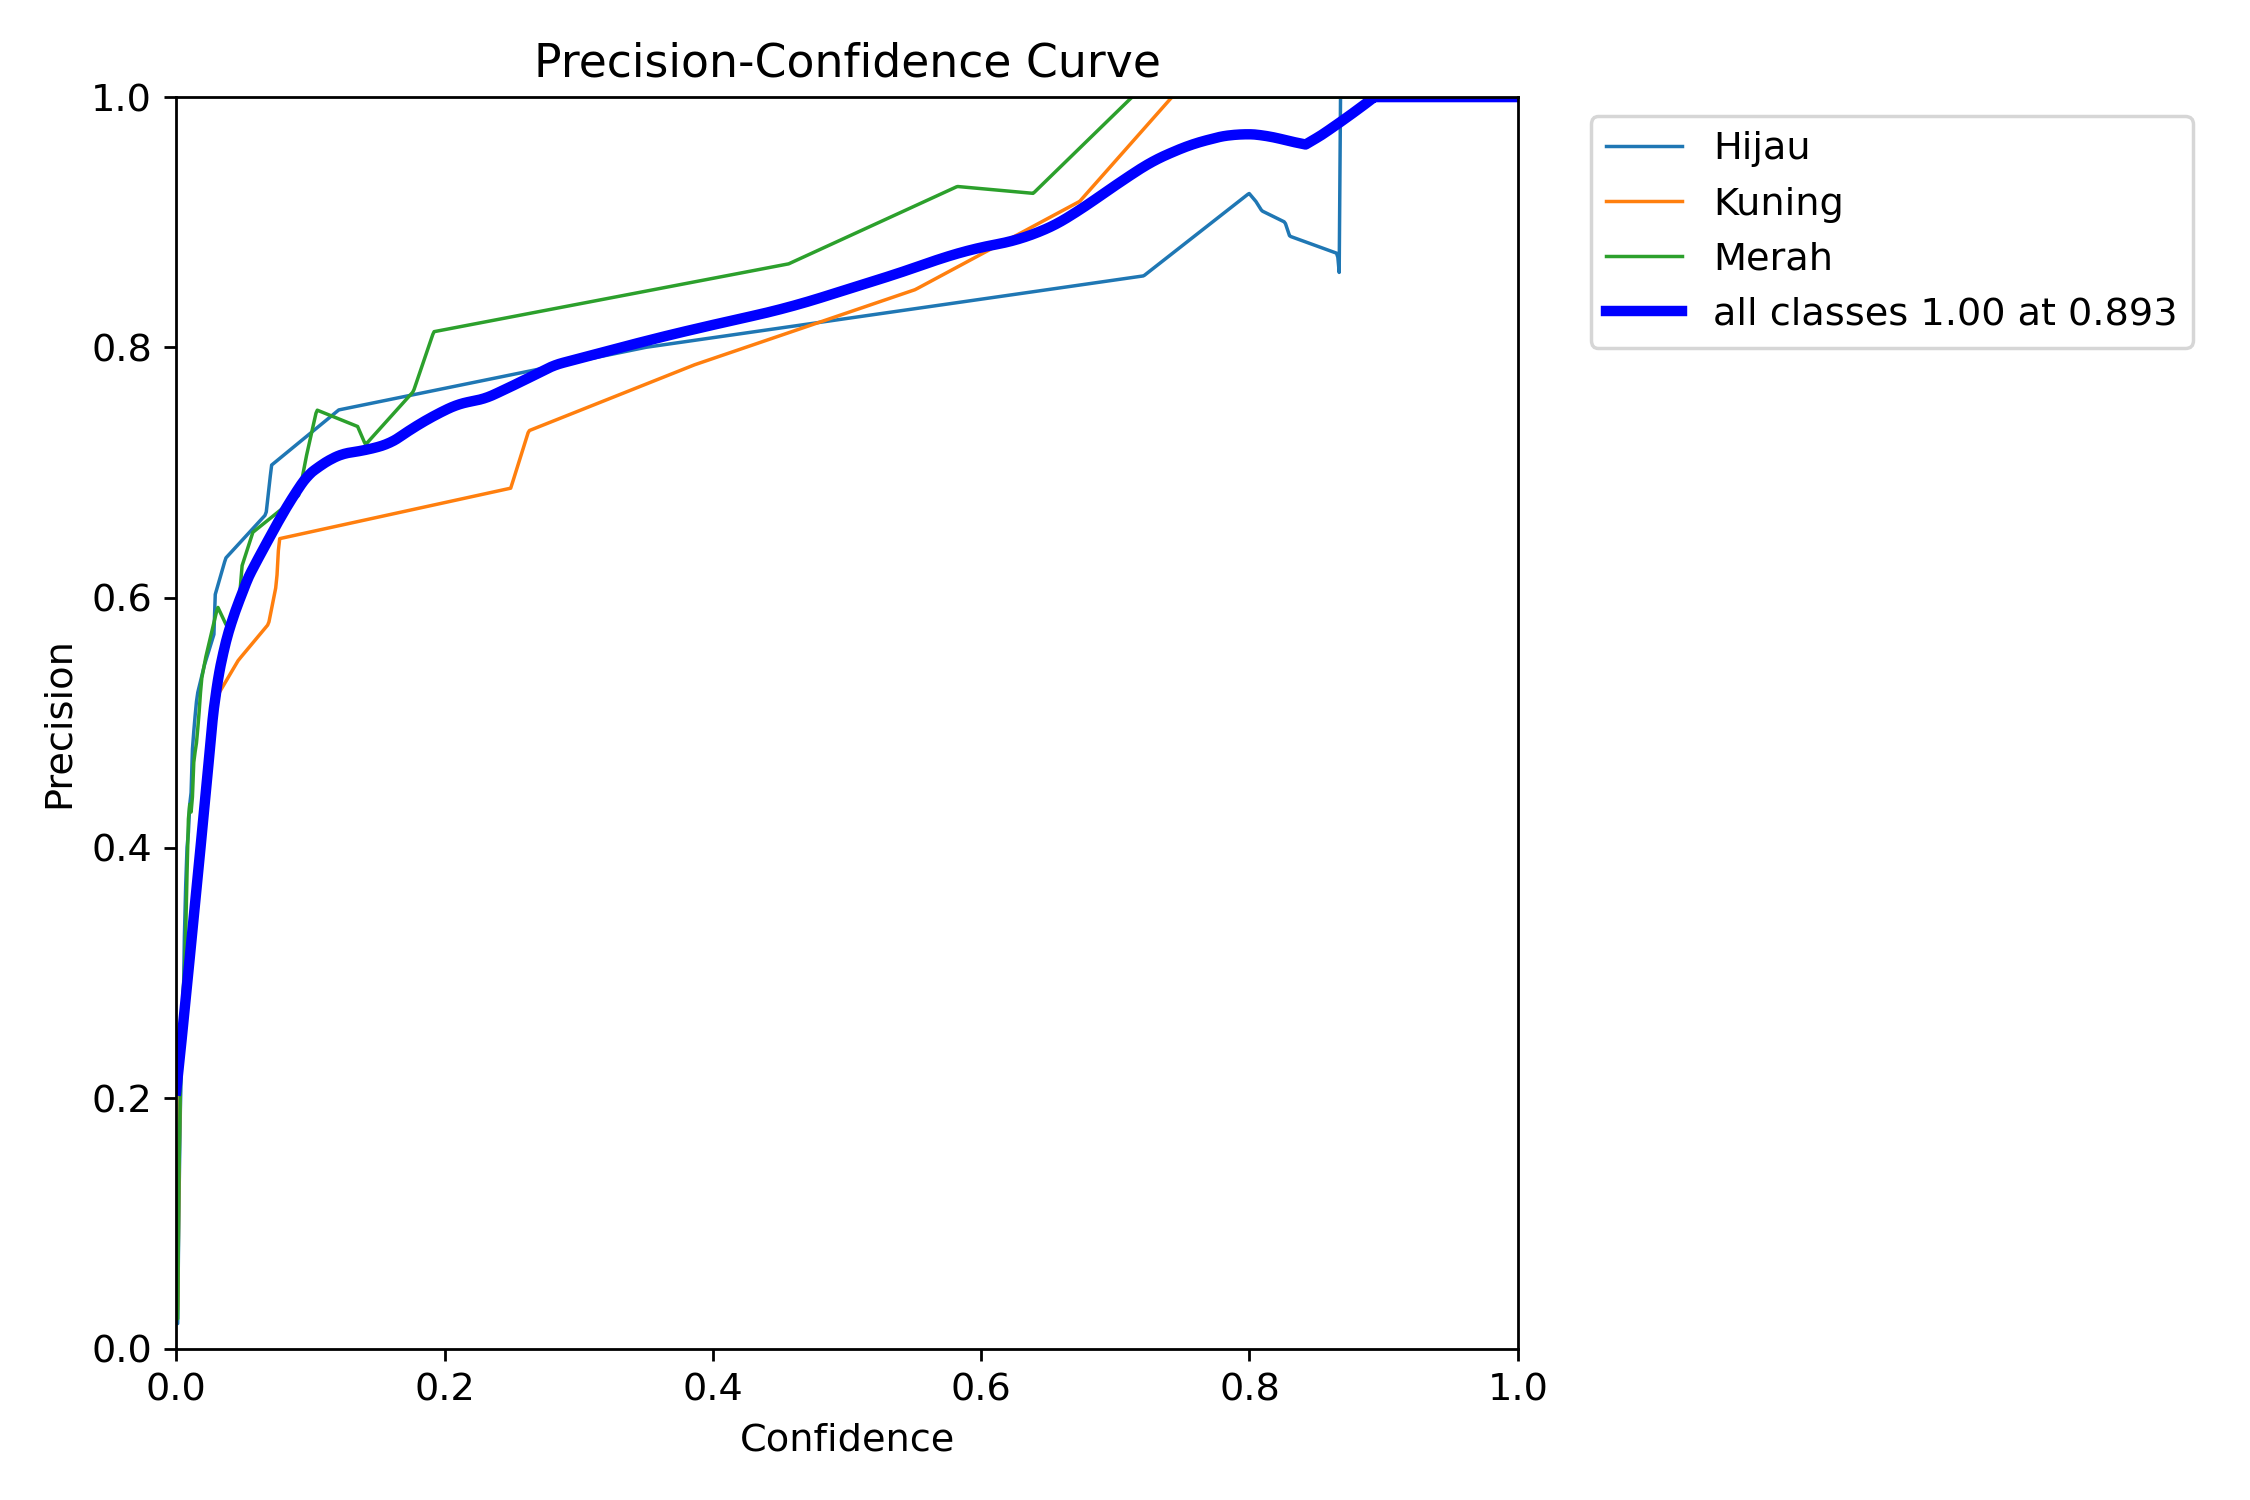 Precision-Confidence Curve
1.0
0.8
0.6
0.4
0.2
0.0
Precision
0.0 0.2 0.4 0.6 0.8 1.0
Confidence
Hijau
Kuning
Merah
all classes 1.00 at 0.893